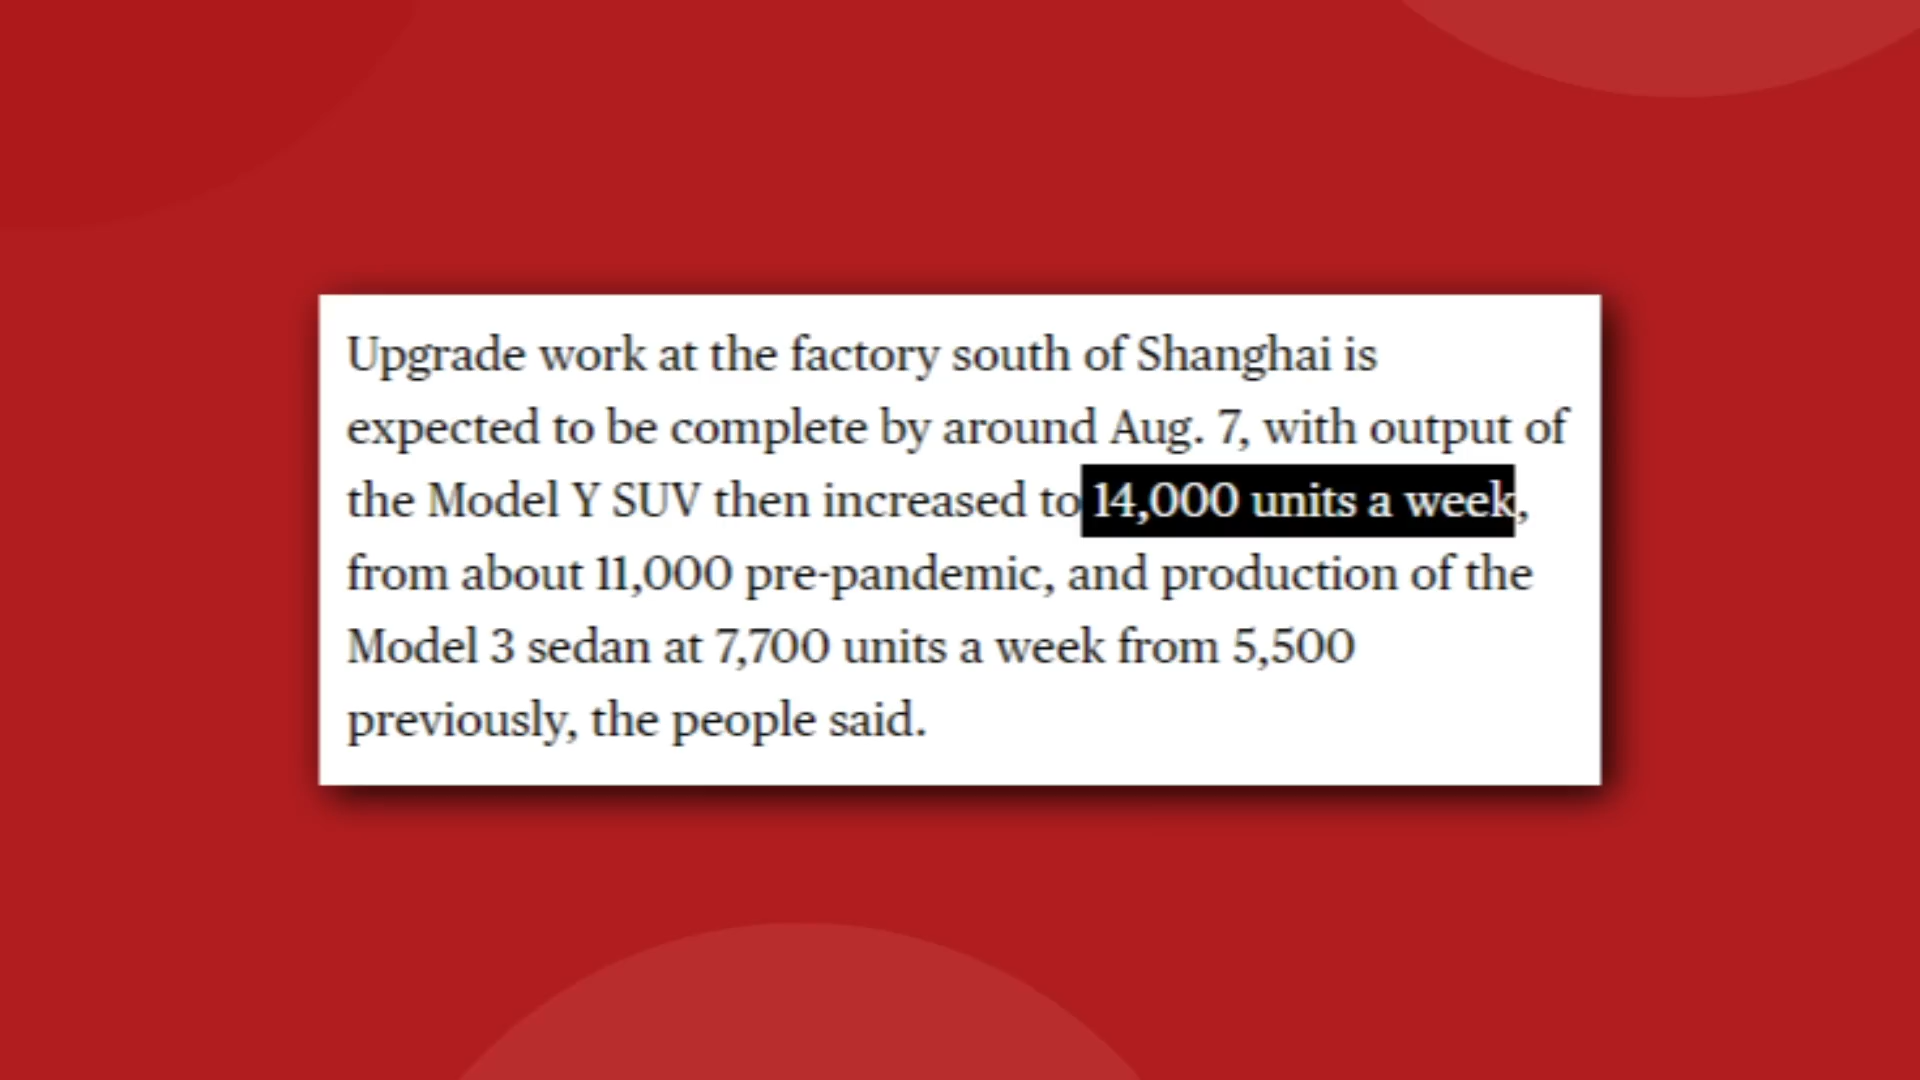 Upgrade work at the factory south of Shanghai is
expected to be complete by around Aug. 7, with output of
the Model Y SUV then increased to 14,000 units a week,
from about 11,000 pre-pandemic, and production of the
Model 3 sedan at 7,700 units a week from 5,500
previously, the people said.